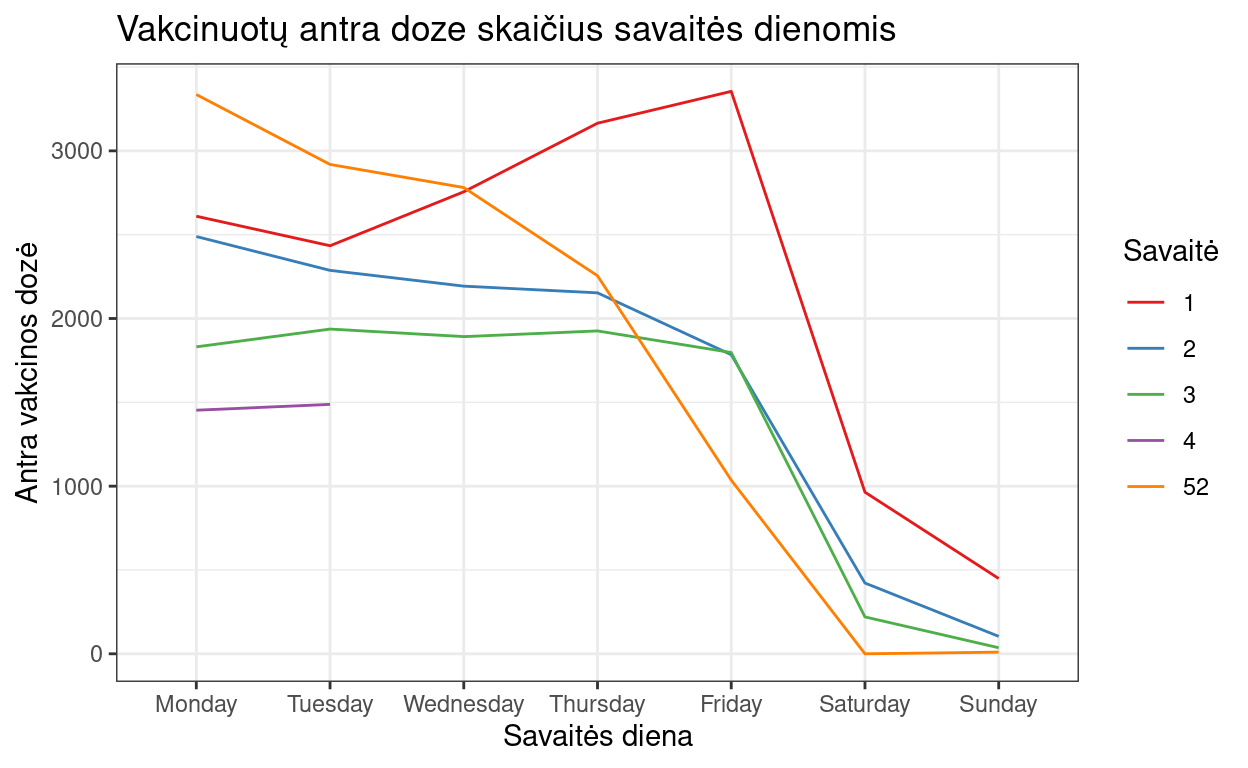 Vakcinuotų antra doze skaičius savaitės dienomis
Antra vakcinos dozė
3000
2000
1000
0
Monday Tuesday Wednesday Thursday Friday Saturday Sunday
Savaitės diena
Savaitė
1
2
3
4
52